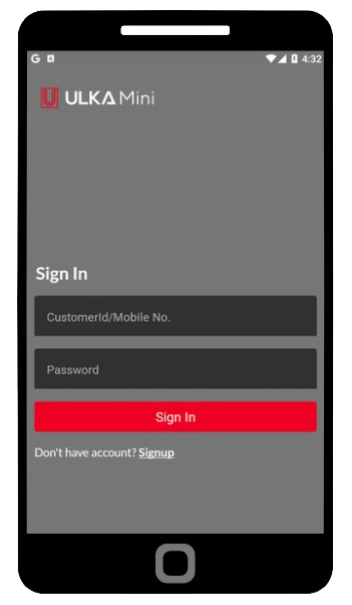 G 4:32
ULKA Mini
Sign In
CustomerId/Mobile No.
Password
Sign In
Don't have account? Signup